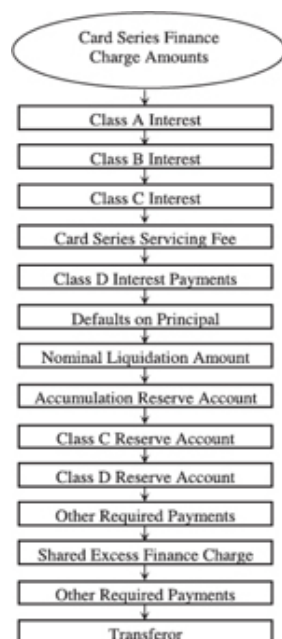 Card Series Finance
Charge Amounts
Class A Interest
Class B Interest
Class C Interest
Card Series Servicing Fee
Class D Interest Payments
Defaults on Principal
Nominal Liquidation Amount
Accumulation Reserve Account
Class C Reserve Account
Class D Reserve Account
Other Required Payments
Shared Excess Finance Charge
Other Required Payments
Transferor